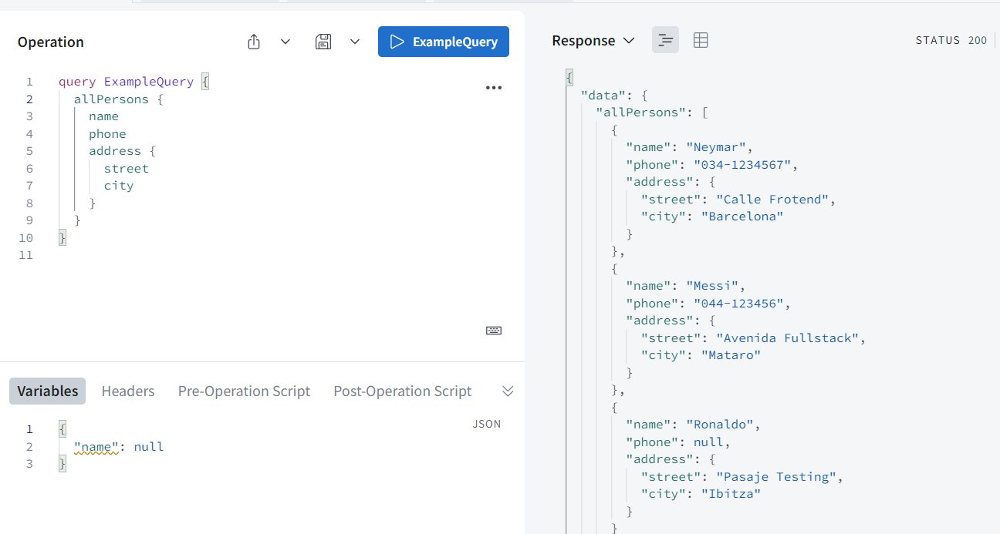 Operation
ExampleQuery
1 query ExampleQuery {
2 allPersons {
3 name
4 phone
5 address {
6 street
7 city
8 }
9 }
10 }
11
Variables Headers Pre-Operation Script Post-Operation Script
JSON
1 {
2 "name": null
3 }
Response
STATUS 200
{
"data": {
"allPersons": [
{
"name": "Neymar",
"phone": "034-1234567",
"address": {
"street": "Calle Frotend",
"city": "Barcelona"
}
},
{
"name": "Messi",
"phone": "044-123456",
"address": {
"street": "Avenida Fullstack",
"city": "Mataro"
}
},
{
"name": "Ronaldo",
"phone": null,
"address": {
"street": "Pasaje Testing",
"city": "Ibitza"
}
}